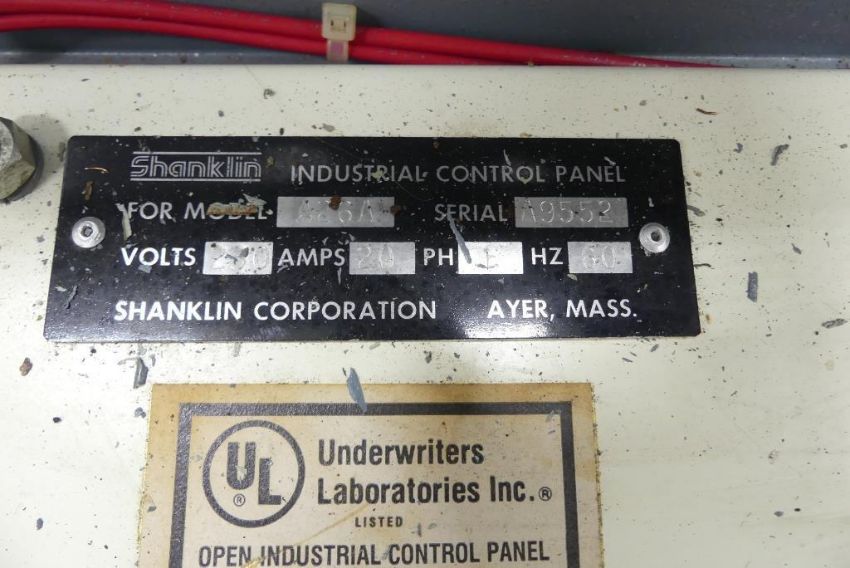 Shanklin INDUSTRIAL CONTROL PANEL
FOR MODEL A26A SERIAL A9552
VOLTS AMPS 20 PH HZ 60
SHANKLIN CORPORATION AYER, MASS.
UL
®
Underwriters
Laboratories Inc.®
LISTED
OPEN INDUSTRIAL CONTROL PANEL